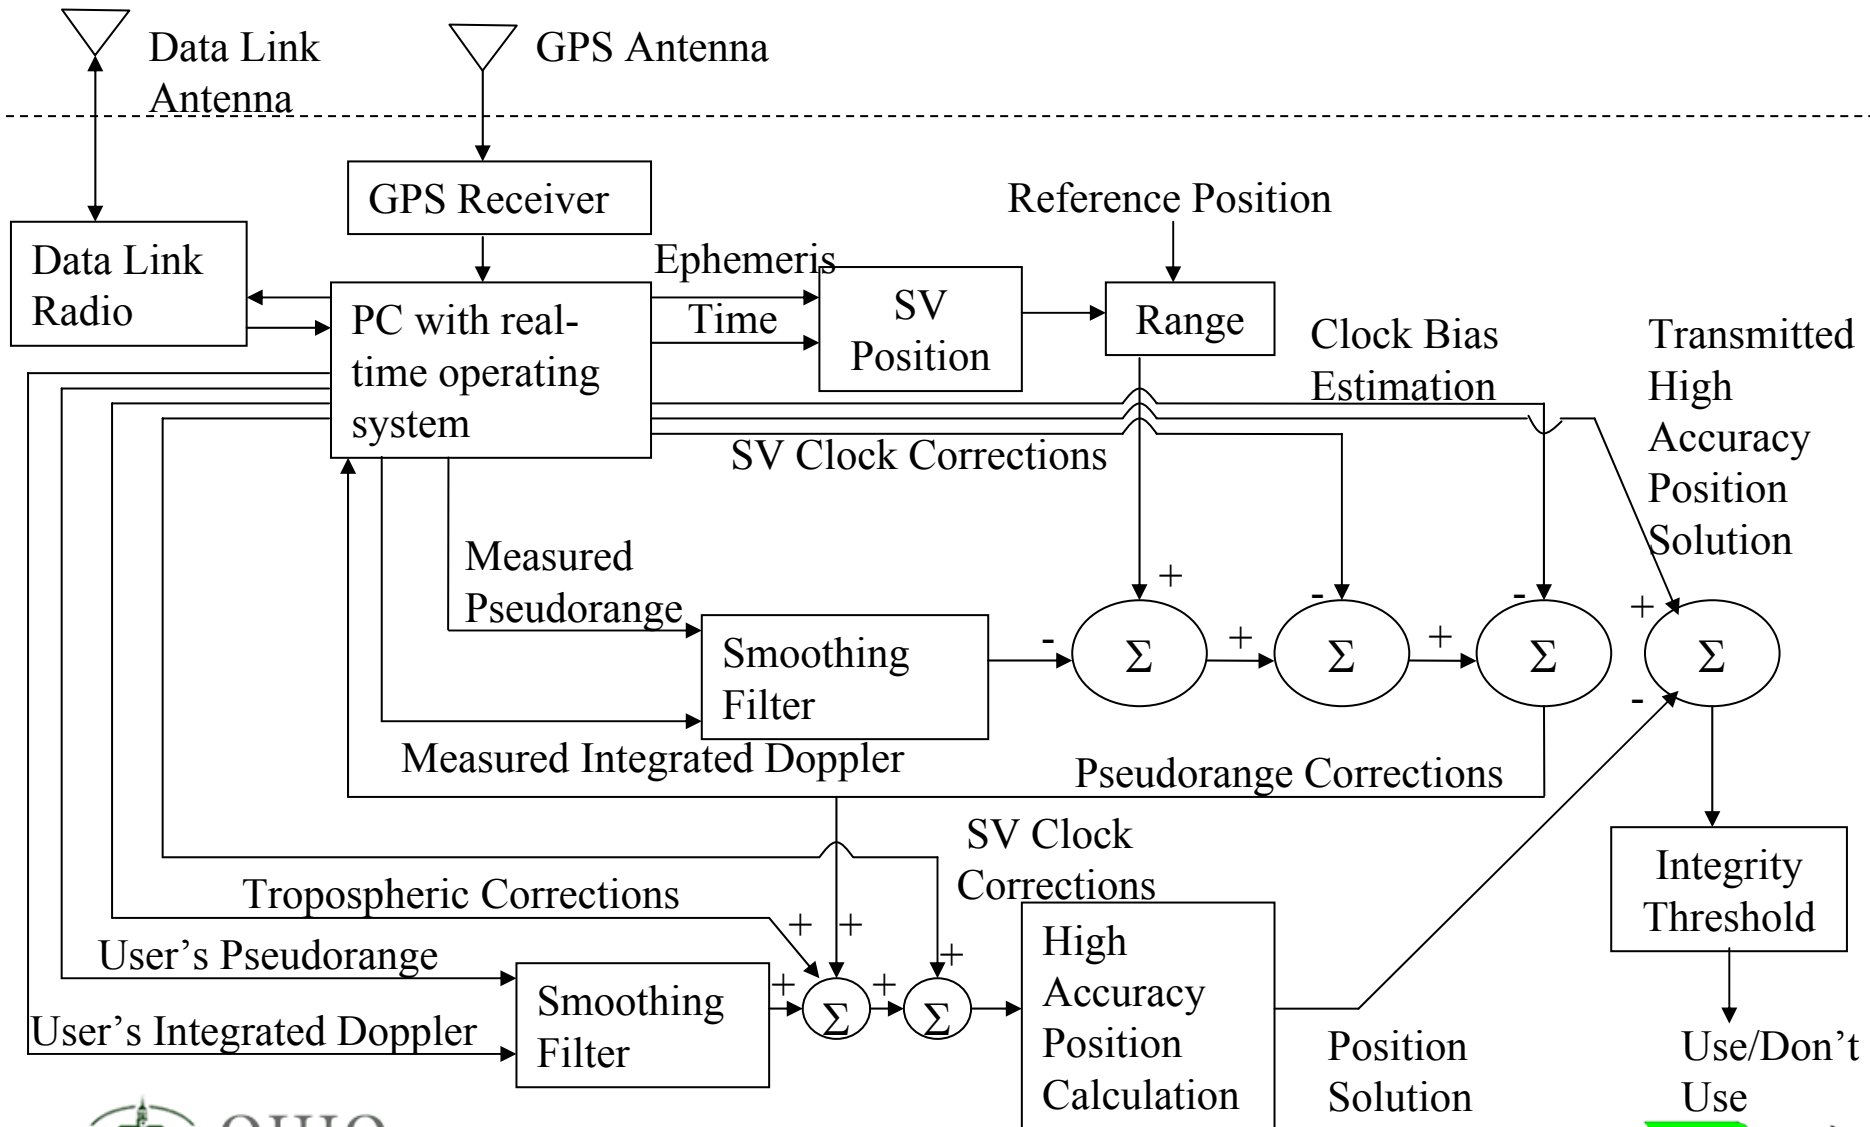 Data Link
Antenna
GPS Antenna
GPS Receiver
Reference Position
Data Link
Radio
Ephemeris
Time
PC with real-
time operating
system
SV
Position
Range
Clock Bias
Estimation
Transmitted
High
Accuracy
Position
Solution
SV Clock Corrections
Measured
Pseudorange
+
-
-
+
Smoothing
Filter
-
Σ
+
Σ
+
Σ
Σ
-
Measured Integrated Doppler
Pseudorange Corrections
SV Clock
Corrections
Integrity
Threshold
Tropospheric Corrections
+
+
+
User's Pseudorange
User's Integrated Doppler
Smoothing
Filter
+
Σ
+
Σ
High
Accuracy
Position
Calculation
Position
Solution
Use/Don't
Use
OHIO